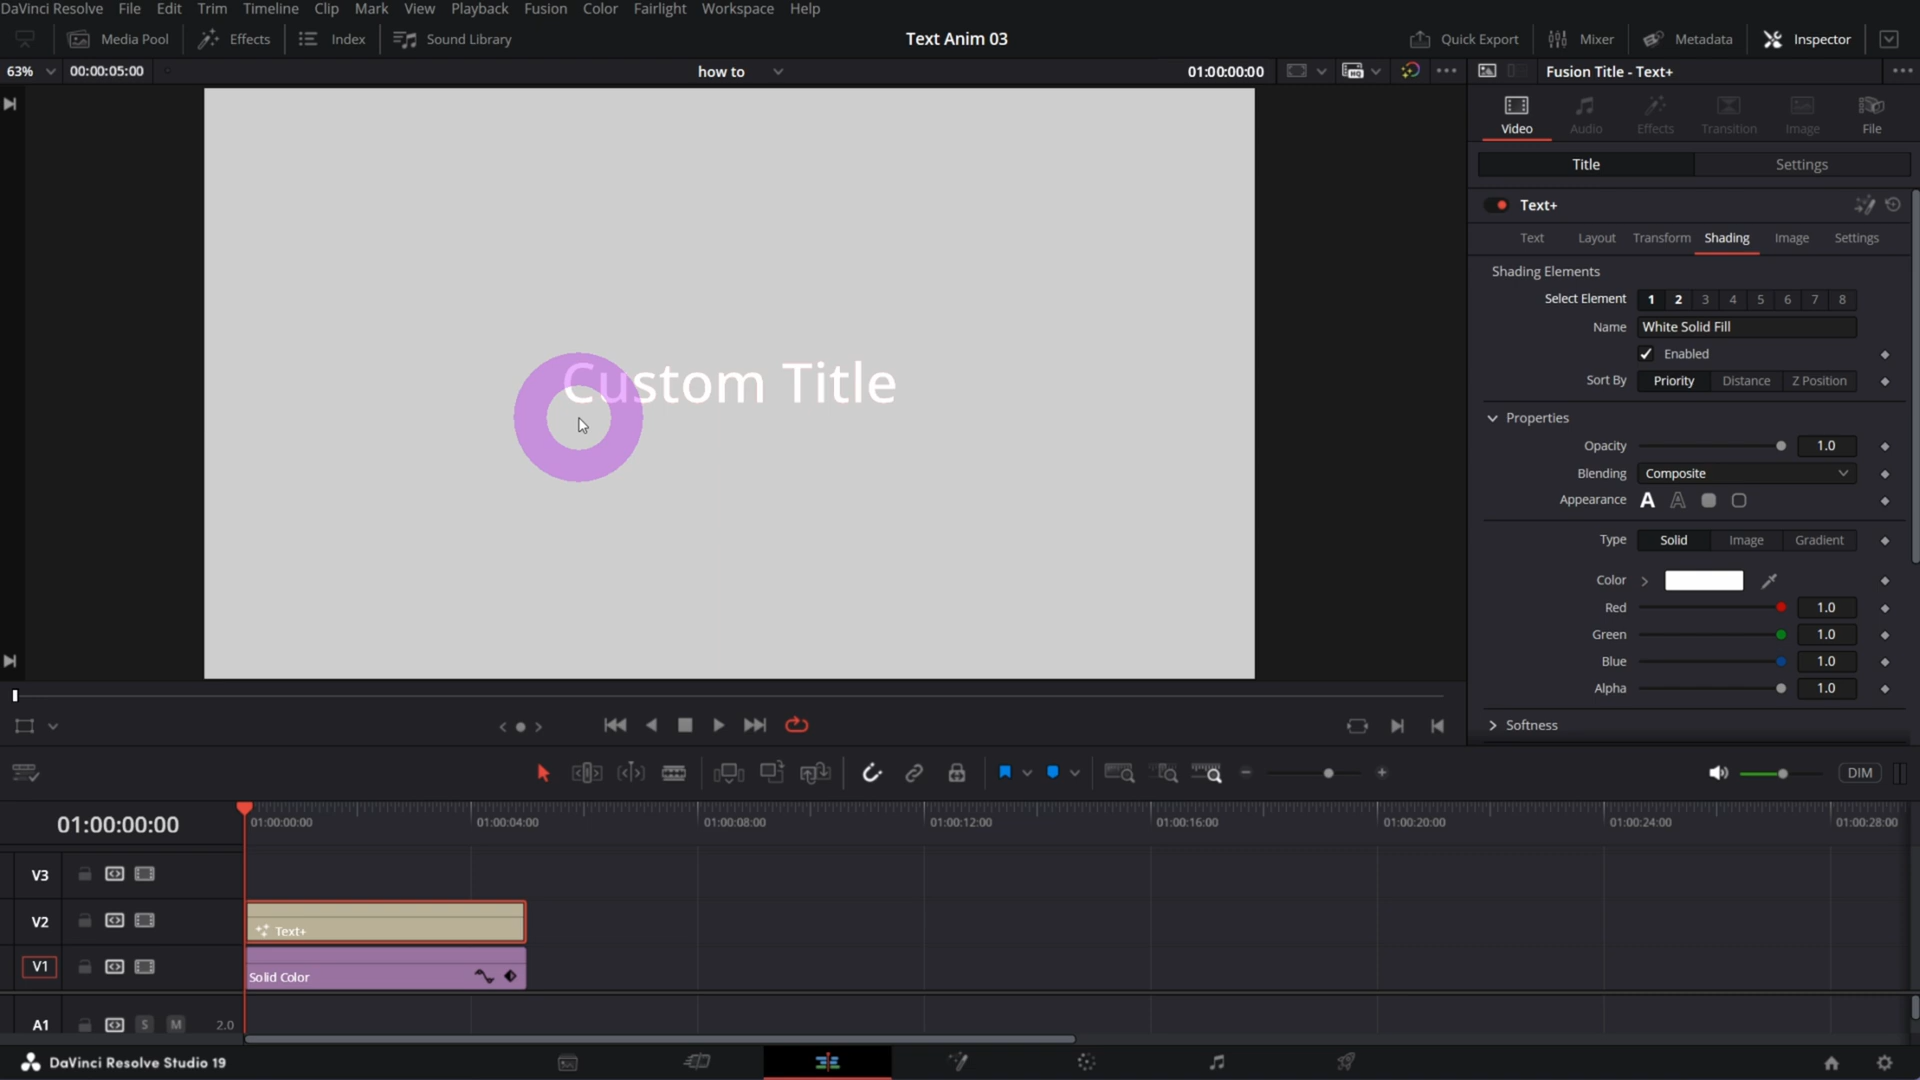 DaVinci Resolve File Edit Trim Timeline Clip Mark View Playback Fusion Color Fairlight Workspace Help
Media Pool Effects Index Sound Library Text Anim 03 Quick Export Mixer Metadata Inspector
63% 00:00:05:00 how to 01:00:00:00 HQ Fusion Title - Text+
Video Audio Effects Transition Image File
Title Settings
Text+
Text Layout Transform Shading Image Settings
Shading Elements
Select Element 1 2 3 4 5 6 7 8
Name White Solid Fill
Enabled
Sort By Priority Distance Z Position
Custom Title
Properties
Opacity 1.0
Blending Composite
Appearance A A
Type Solid Image Gradient
Color
Red 1.0
Green 1.0
Blue 1.0
Alpha 1.0
Softness
DIM
01:00:00:00 01:00:00:00 01:00:04:00 01:00:08:00 01:00:12:00 01:00:16:00 01:00:20:00 01:00:24:00 01:00:28:00
V3
V2 Text+
V1 Solid Color
A1 S M 2.0
DaVinci Resolve Studio 19